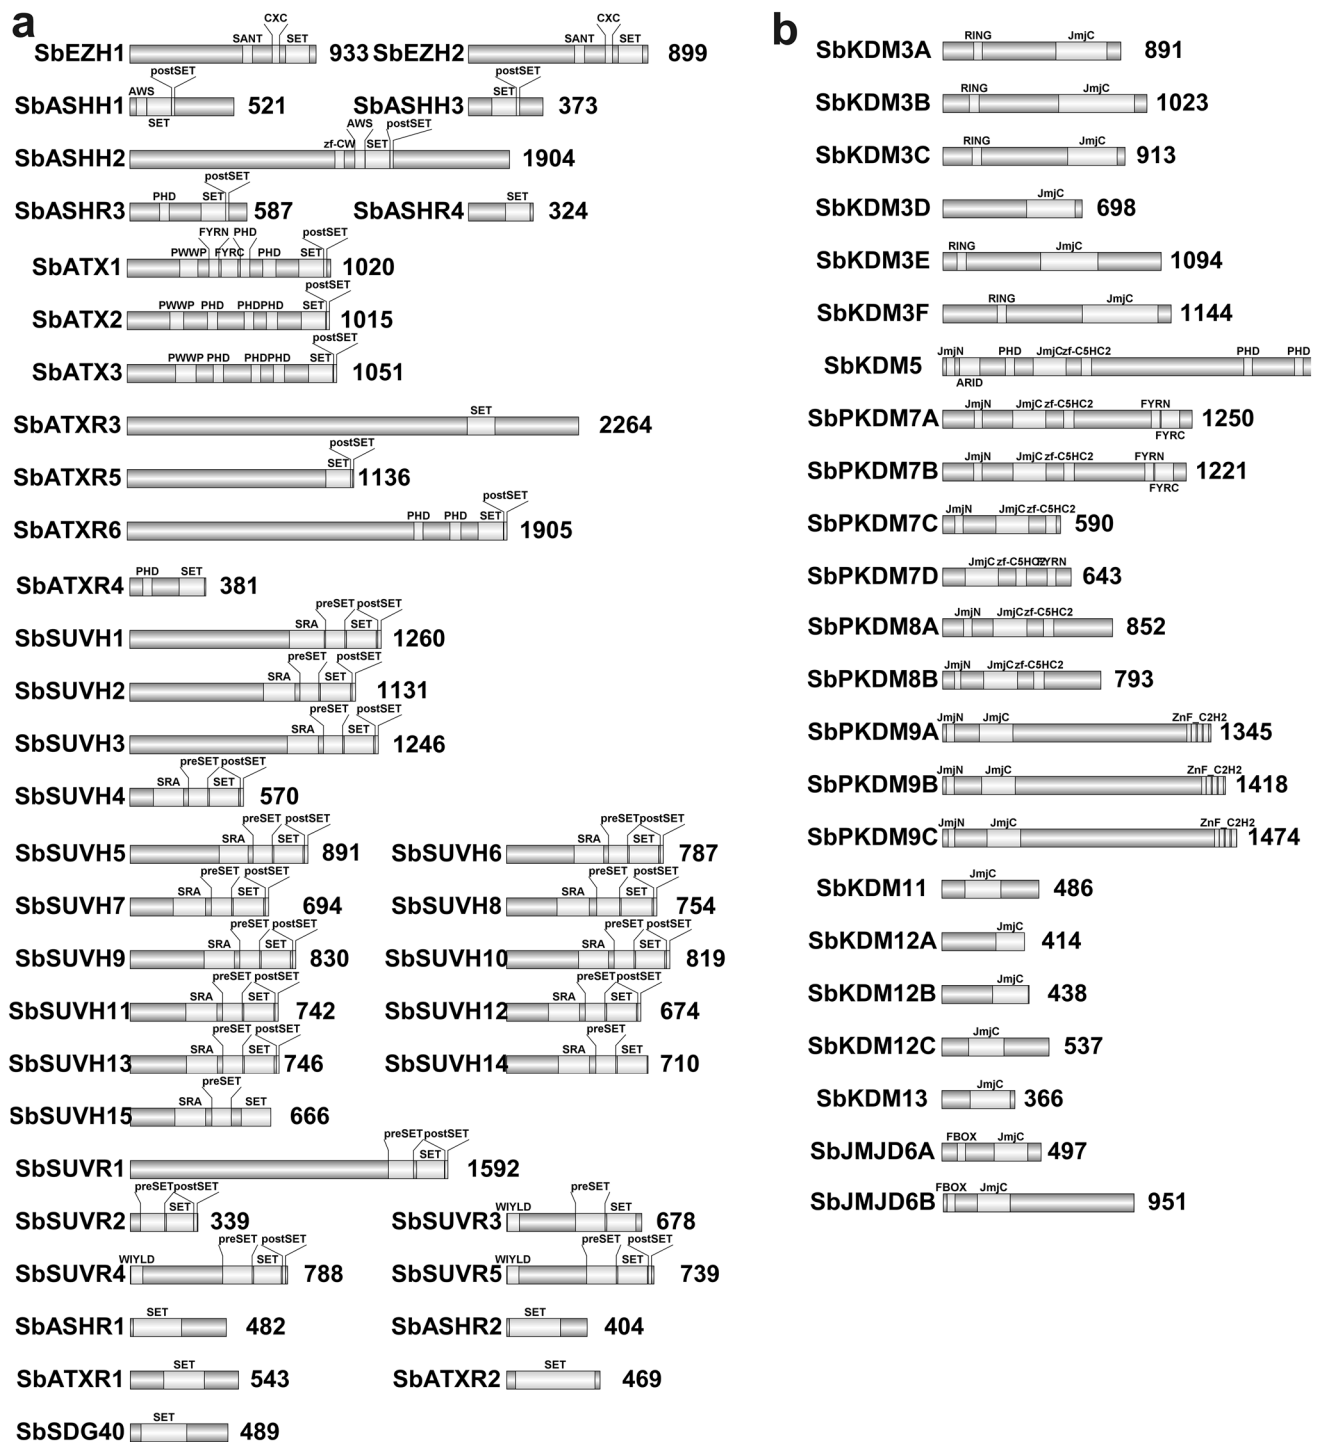 a
CXC
SANT SET
SbEZH1 933
CXC
SANT SET
SbEZH2 899
postSET
AWS
SbASHH1 521
SET
postSET
SET
SbASHH3 373
AWS postSET
zf-CW SET
SbASHH2 1904
postSET
PHD SET
SbASHR3 587
SET
SbASHR4 324
FYRN PHD postSET
PWWP FYRC PHD SET
SbATX1 1020
postSET
PWWP PHD PHDPHD SET
SbATX2 1015
postSET
PWWP PHD PHDPHD SET
SbATX3 1051
SET
SbATXR3 2264
postSET
SET
SbATXR5 1136
postSET
PHD PHD SET
SbATXR6 1905
PHD SET
SbATXR4 381
preSET postSET
SRA SET
SbSUVH1 1260
preSET postSET
SRA SET
SbSUVH2 1131
preSET postSET
SRA SET
SbSUVH3 1246
preSET postSET
SRA SET
SbSUVH4 570
preSET postSET
SRA SET
SbSUVH5 891
preSETpostSET
SRA SET
SbSUVH6 787
preSET postSET
SRA SET
SbSUVH7 694
preSET postSET
SRA SET
SbSUVH8 754
preSET postSET
SRA SET
SbSUVH9 830
preSET postSET
SRA SET
SbSUVH10 819
preSET postSET
SRA SET
SbSUVH11 742
preSET postSET
SRA SET
SbSUVH12 674
preSET postSET
SRA SET
SbSUVH13 746
preSET
SRA SET
SbSUVH14 710
preSET
SRA SET
SbSUVH15 666
preSETpostSET
SET
SbSUVR1 1592
preSETpostSET
SET
SbSUVR2 339
preSET
WIYLD SET
SbSUVR3 678
preSET postSET
WIYLD SET
SbSUVR4 788
preSET postSET
WIYLD SET
SbSUVR5 739
SET
SbASHR1 482
SET
SbASHR2 404
SET
SbATXR1 543
SET
SbATXR2 469
SET
SbSDG40 489
b
RING JmjC
SbKDM3A 891
RING JmjC
SbKDM3B 1023
RING JmjC
SbKDM3C 913
JmjC
SbKDM3D 698
RING JmjC
SbKDM3E 1094
RING JmjC
SbKDM3F 1144
JmjN PHD JmjCzf-C5HC2 PHD PHD
SbKDM5
ARID
JmjN JmjC zf-C5HC2 FYRN
SbPKDM7A 1250
FYRC
JmjN JmjC zf-C5HC2 FYRN
SbPKDM7B 1221
FYRC
JmjN JmjC zf-C5HC2
SbPKDM7C 590
JmjC zf-C5HC2 FYRN
SbPKDM7D 643
JmjN JmjCzf-C5HC2
SbPKDM8A 852
JmjN JmjCzf-C5HC2
SbPKDM8B 793
JmjN JmjC ZnF_C2H2
SbPKDM9A 1345
JmjN JmjC ZnF_C2H2
SbPKDM9B 1418
JmjN JmjC ZnF_C2H2
SbPKDM9C 1474
JmjC
SbKDM11 486
JmjC
SbKDM12A 414
JmjC
SbKDM12B 438
JmjC
SbKDM12C 537
JmjC
SbKDM13 366
FBOX JmjC
SbJMJD6A 497
FBOX JmjC
SbJMJD6B 951